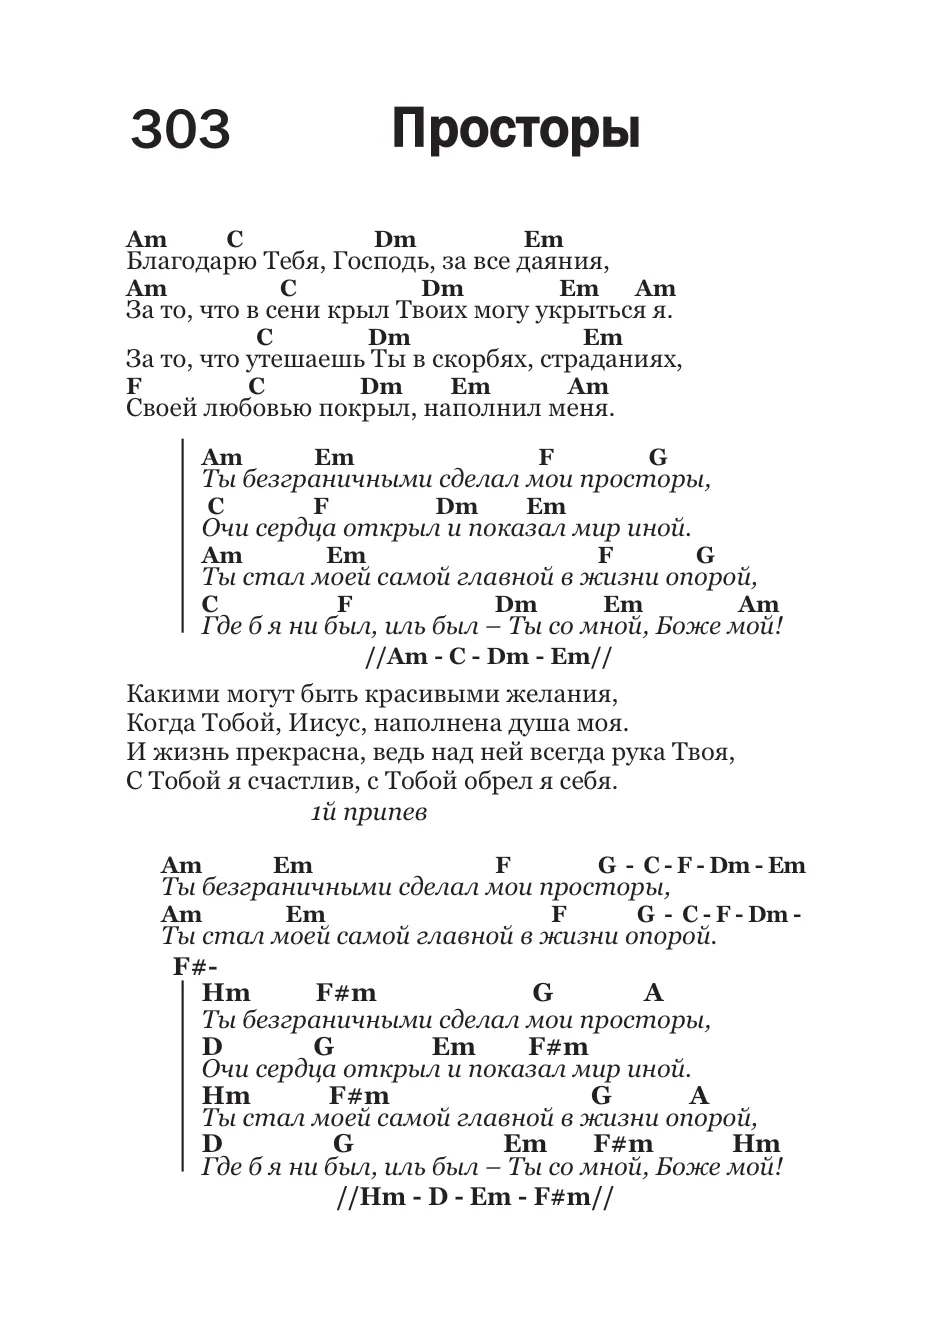 303 Просторы
Am C Dm Em
Благодарю Тебя, Господь, за все даяния,
Am C Dm Em Am
За то, что в сени крыл Твоих могу укрыться я.
C Dm Em
За то, что утешаешь Ты в скорбях, страданиях,
F C Dm Em Am
Своей любовью покрыл, наполнил меня.
Am Em F G
Ты безграничными сделал мои просторы,
C F Dm Em
Очи сердца открыл и показал мир иной.
Am Em F G
Ты стал моей самой главной в жизни опорой,
C F Dm Em Am
Где б я ни был, иль был – Ты со мной, Боже мой!
//Am - C - Dm - Em//
Какими могут быть красивыми желания,
Когда Тобой, Иисус, наполнена душа моя.
И жизнь прекрасна, ведь над ней всегда рука Твоя,
С Тобой я счастлив, с Тобой обрел я себя.
1й припев
Am Em F G - C - F - Dm - Em
Ты безграничными сделал мои просторы,
Am Em F G - C - F - Dm -
Ты стал моей самой главной в жизни опорой.
F#-
Hm F#m G A
Ты безграничными сделал мои просторы,
D G Em F#m
Очи сердца открыл и показал мир иной.
Hm F#m G A
Ты стал моей самой главной в жизни опорой,
D G Em F#m Hm
Где б я ни был, иль был – Ты со мной, Боже мой!
//Hm - D - Em - F#m//